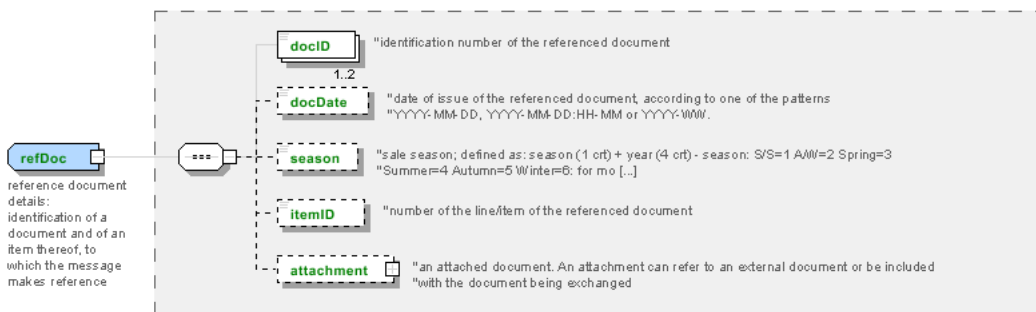 docID
"identification number of the referenced document
1..2
docDate
"date of issue of the referenced document, according to one of the patterns
"YYYY-MM-DD, YYYY-MM-DD:HH-MM or YYYY-WW.
refDoc
season
"sale season; defined as: season (1 crt) + year (4 crt) - season: S/S=1 A/W=2 Spring=3
"Summer=4 Autumn=5 Winter=6: for mo [...]
reference document
details:
identification of a
document and of an
item thereof, to
which the message
makes reference
itemID
"number of the line/item of the referenced document
attachment
"an attached document. An attachment can refer to an external document or be included
"with the document being exchanged